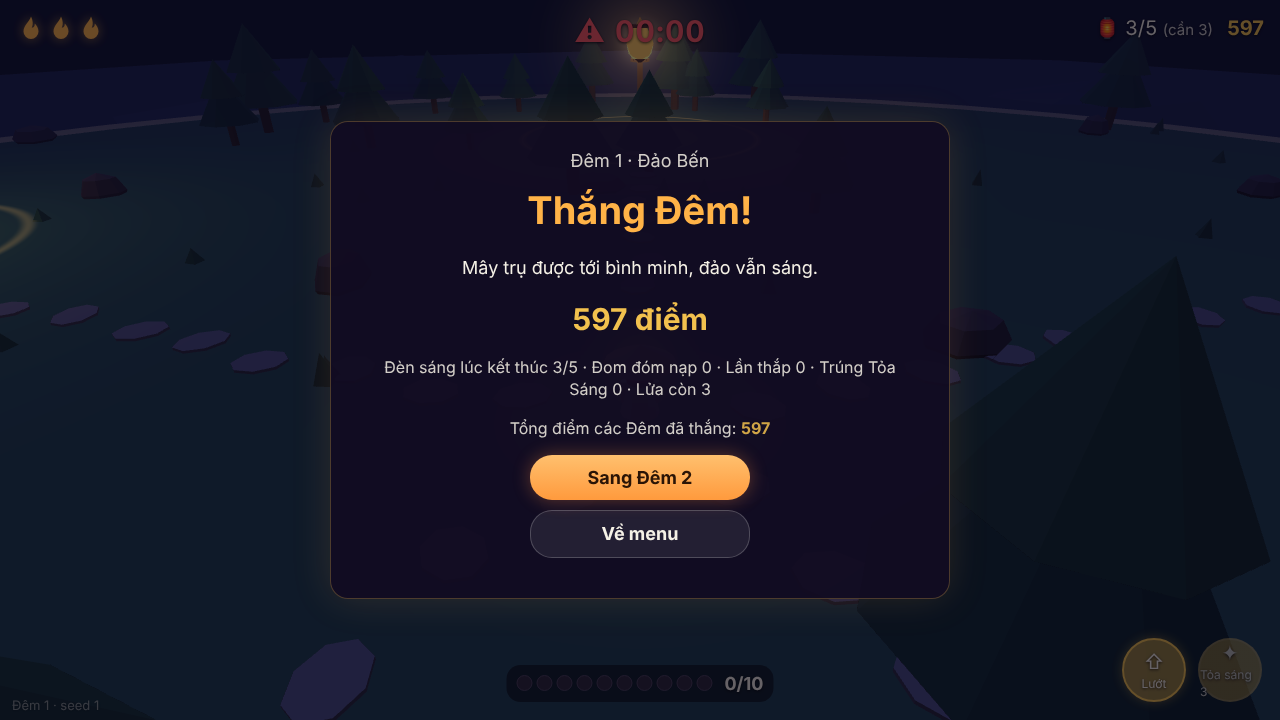 00:00
3/5 (cần 3) 597
Đêm 1 · Đảo Bến
Thắng Đêm!
Mây trụ được tới bình minh, đảo vẫn sáng.
597 điểm
Đèn sáng lúc kết thúc 3/5 · Đom đóm nạp 0 · Lần thắp 0 · Trúng Tỏa
Sáng 0 · Lửa còn 3
Tổng điểm các Đêm đã thắng: 597
Sang Đêm 2
Về menu
Lướt
Tỏa sáng
3
0/10
Đêm 1 · seed 1